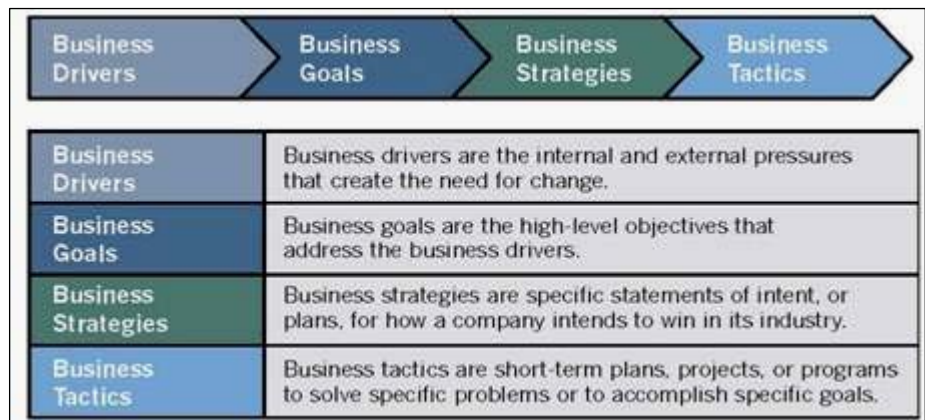 Business
Drivers
Business
Goals
Business
Strategies
Business
Tactics
Business
Drivers
Business drivers are the internal and external pressures
that create the need for change.
Business
Goals
Business goals are the high-level objectives that
address the business drivers.
Business
Strategies
Business strategies are specific statements of intent, or
plans, for how a company intends to win in its industry.
Business
Tactics
Business tactics are short-term plans, projects, or programs
to solve specific problems or to accomplish specific goals.